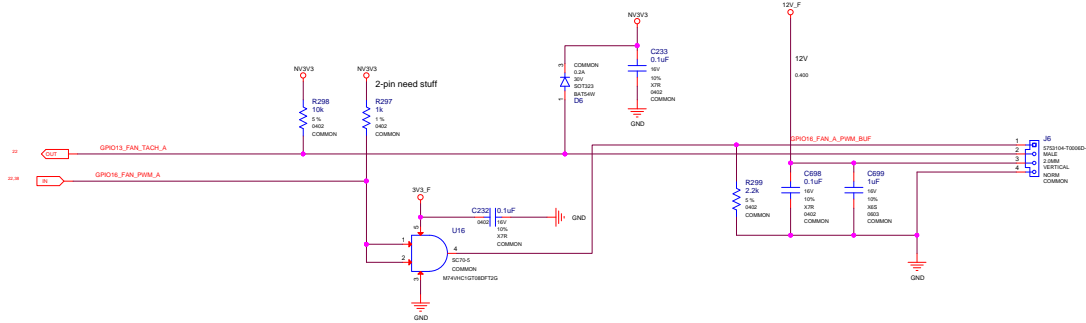 12V_F
NV3V3
C233
0.1uF
16V
10%
X7R
0402
COMMON
GND
12V
0.400
3
COMMON
0.2A
30V
SOT323
BAT54W
1
D6
NV3V3
NV3V3
2-pin need stuff
R298
10k
5 %
0402
COMMON
R297
1k
1 %
0402
COMMON
OUT
GPIO13_FAN_TACH_A
IN
GPIO16_FAN_PWM_A
GPIO16_FAN_A_PWM_BUF
J6
1
2
3
4
5753104-T0006D-
MALE
2.0MM
VERTICAL
NORM
COMMON
R299
2.2k
5 %
0402
COMMON
C698
0.1uF
16V
10%
X7R
0402
COMMON
C699
1uF
16V
10%
X6S
0603
COMMON
GND
3V3_F
C232
0.1uF
0402
16V
10%
X7R
COMMON
GND
U16
5
1
2
4
3
SC70-5
COMMON
M74VHC1GT08DFT2G
GND